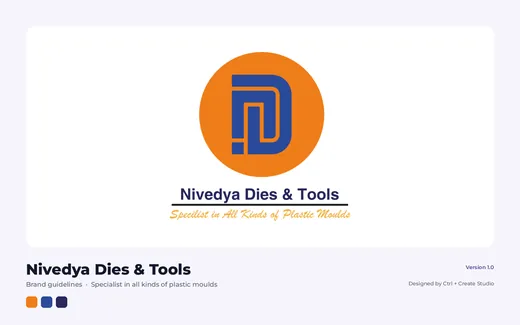 Nivedya Dies & Tools
Specilist in All Kinds of Plastic Moulds
Nivedya Dies & Tools
Brand guidelines · Specialist in all kinds of plastic moulds
Version 1.0
Designed by Ctrl + Create Studio